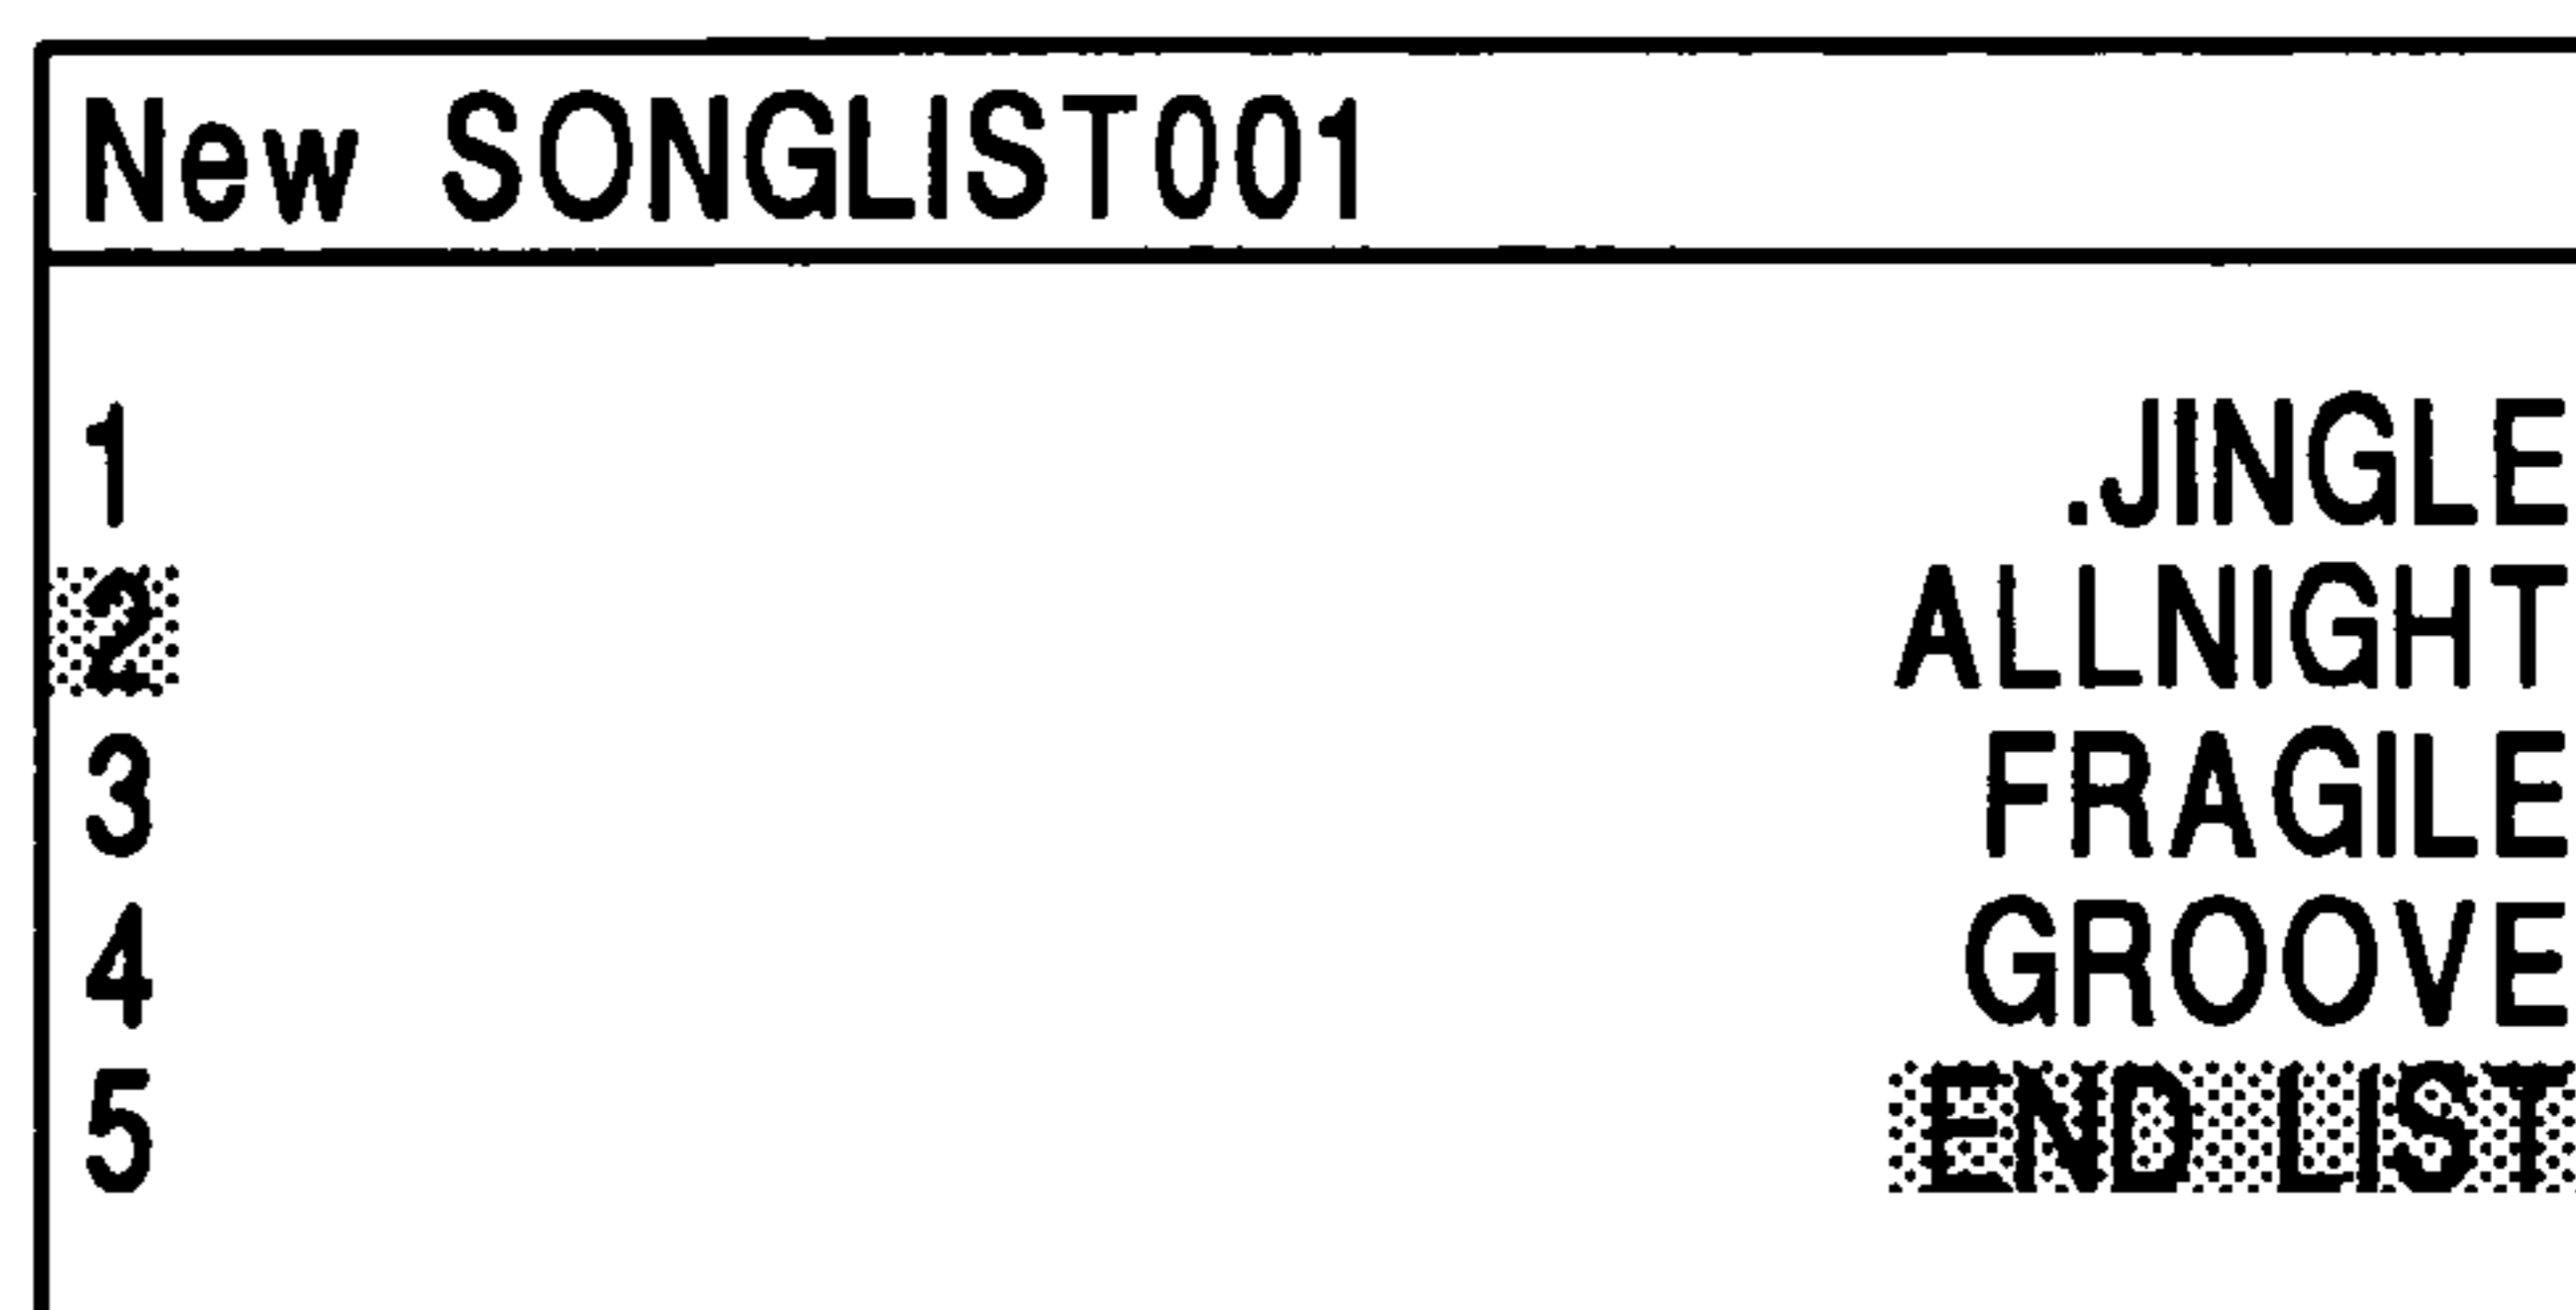 New SONGLIST001
1 .JINGLE
2 ALLNIGHT
3 FRAGILE
4 GROOVE
5 END LIST